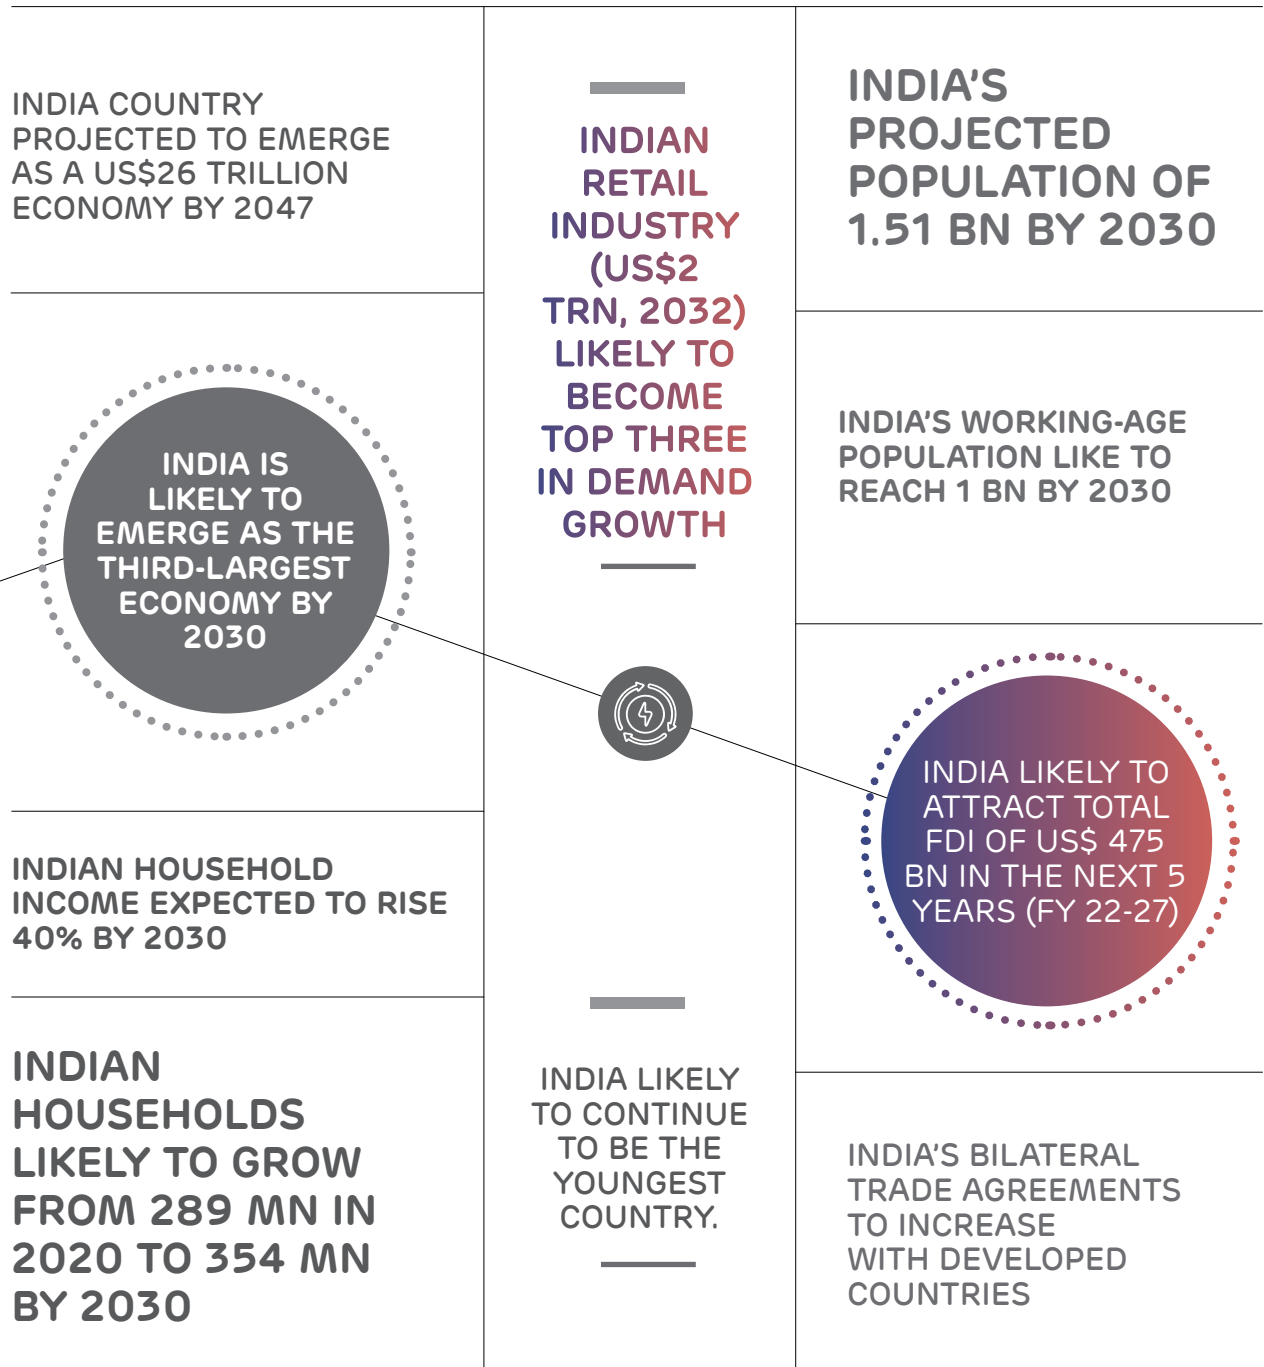 INDIA COUNTRY
PROJECTED TO EMERGE
AS A US$26 TRILLION
ECONOMY BY 2047
INDIA IS
LIKELY TO
EMERGE AS THE
THIRD-LARGEST
ECONOMY BY
2030
INDIAN HOUSEHOLD
INCOME EXPECTED TO RISE
40% BY 2030
INDIAN
HOUSEHOLDS
LIKELY TO GROW
FROM 289 MN IN
2020 TO 354 MN
BY 2030
INDIAN
RETAIL
INDUSTRY
(US$2
TRN, 2032)
LIKELY TO
BECOME
TOP THREE
IN DEMAND
GROWTH
INDIA LIKELY
TO CONTINUE
TO BE THE
YOUNGEST
COUNTRY.
INDIA'S
PROJECTED
POPULATION OF
1.51 BN BY 2030
INDIA'S WORKING-AGE
POPULATION LIKE TO
REACH 1 BN BY 2030
INDIA LIKELY TO
ATTRACT TOTAL
FDI OF US$ 475
BN IN THE NEXT 5
YEARS (FY 22-27)
INDIA'S BILATERAL
TRADE AGREEMENTS
TO INCREASE
WITH DEVELOPED
COUNTRIES